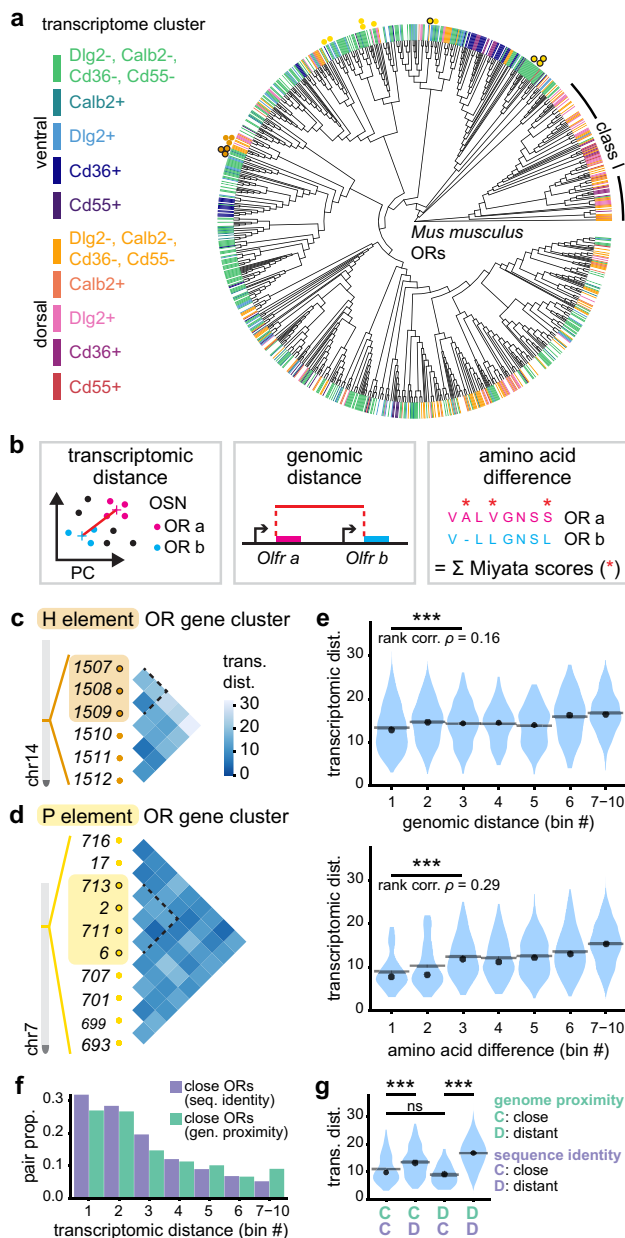 a
transcriptome cluster
ventral
Dlg2-, Calb2-,
Cd36-, Cd55-
Calb2+
Dlg2+
Cd36+
Cd55+
dorsal
Dlg2-, Calb2-,
Cd36-, Cd55-
Calb2+
Dlg2+
Cd36+
Cd55+
class I
Mus musculus
ORs
b
transcriptomic
distance
OSN
OR a
OR b
PC
genomic
distance
Olfr a
Olfr b
amino acid
difference
* * *
V A L V G N S S OR a
V - L L G N S L OR b
= Σ Miyata scores (*)
c H element OR gene cluster
1507
1508
1509
1510
1511
1512
chr14
trans.
dist.
30
20
10
0
d P element OR gene cluster
716
17
713
2
711
6
707
701
699
693
chr7
e
***
rank corr. ρ = 0.16
transcriptomic dist.
30
20
10
1 2 3 4 5 6 7-10
genomic distance (bin #)
***
rank corr. ρ = 0.29
transcriptomic dist.
30
20
10
0
1 2 3 4 5 6 7-10
amino acid difference (bin #)
f
pair prop.
0.3
0.2
0.1
0.0
close ORs
(seq. identity)
close ORs
(gen. proximity)
1 2 3 4 5 6 7−10
transcriptomic distance (bin #)
g
trans. dist.
30
20
10
0
*** ***
ns
C C D D
C D C D
genome proximity
C: close
D: distant
sequence identity
C: close
D: distant